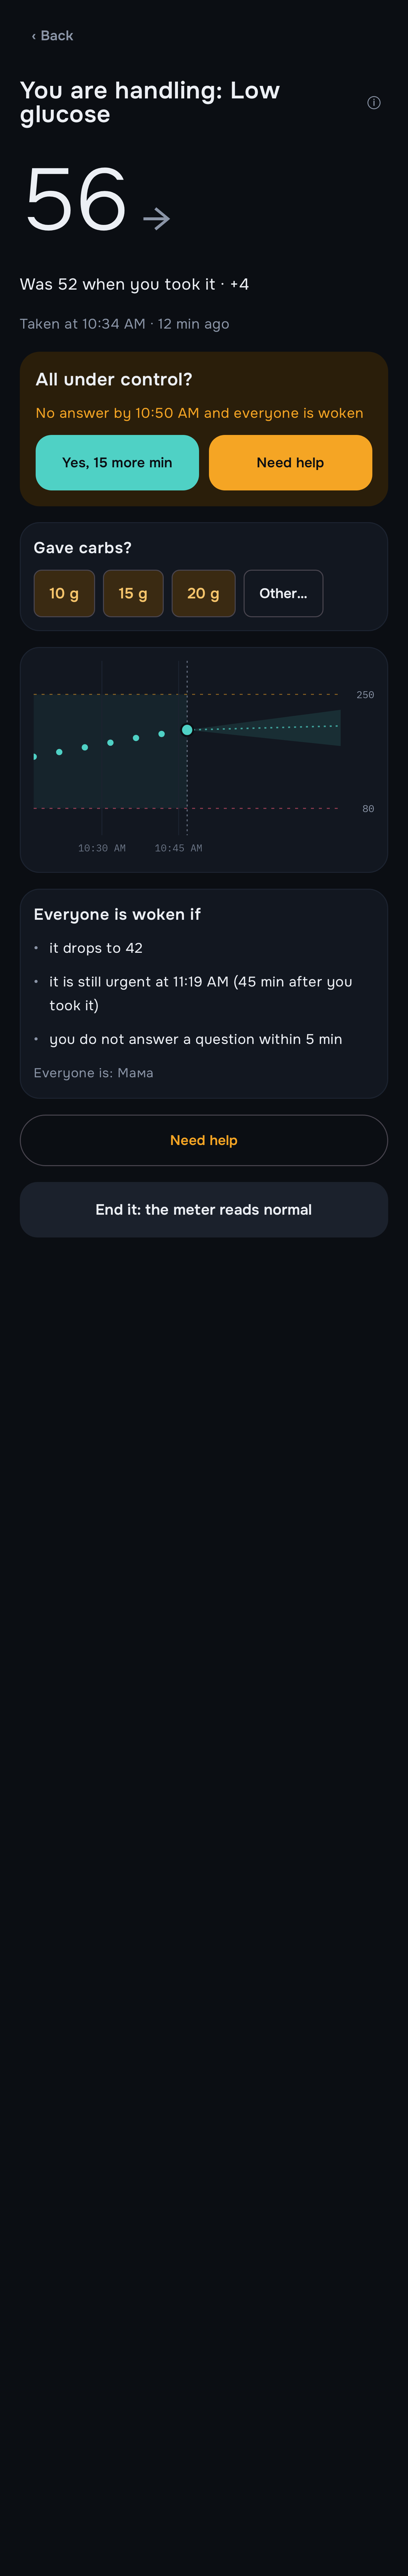 ‹ Back
You are handling: Low
glucose
56 →
Was 52 when you took it · +4
Taken at 10:34 AM · 12 min ago
All under control?
No answer by 10:50 AM and everyone is woken
Yes, 15 more min
Need help
Gave carbs?
10 g
15 g
20 g
Other…
250
80
10:30 AM
10:45 AM
Everyone is woken if
• it drops to 42
• it is still urgent at 11:19 AM (45 min after you
took it)
• you do not answer a question within 5 min
Everyone is: Мама
Need help
End it: the meter reads normal